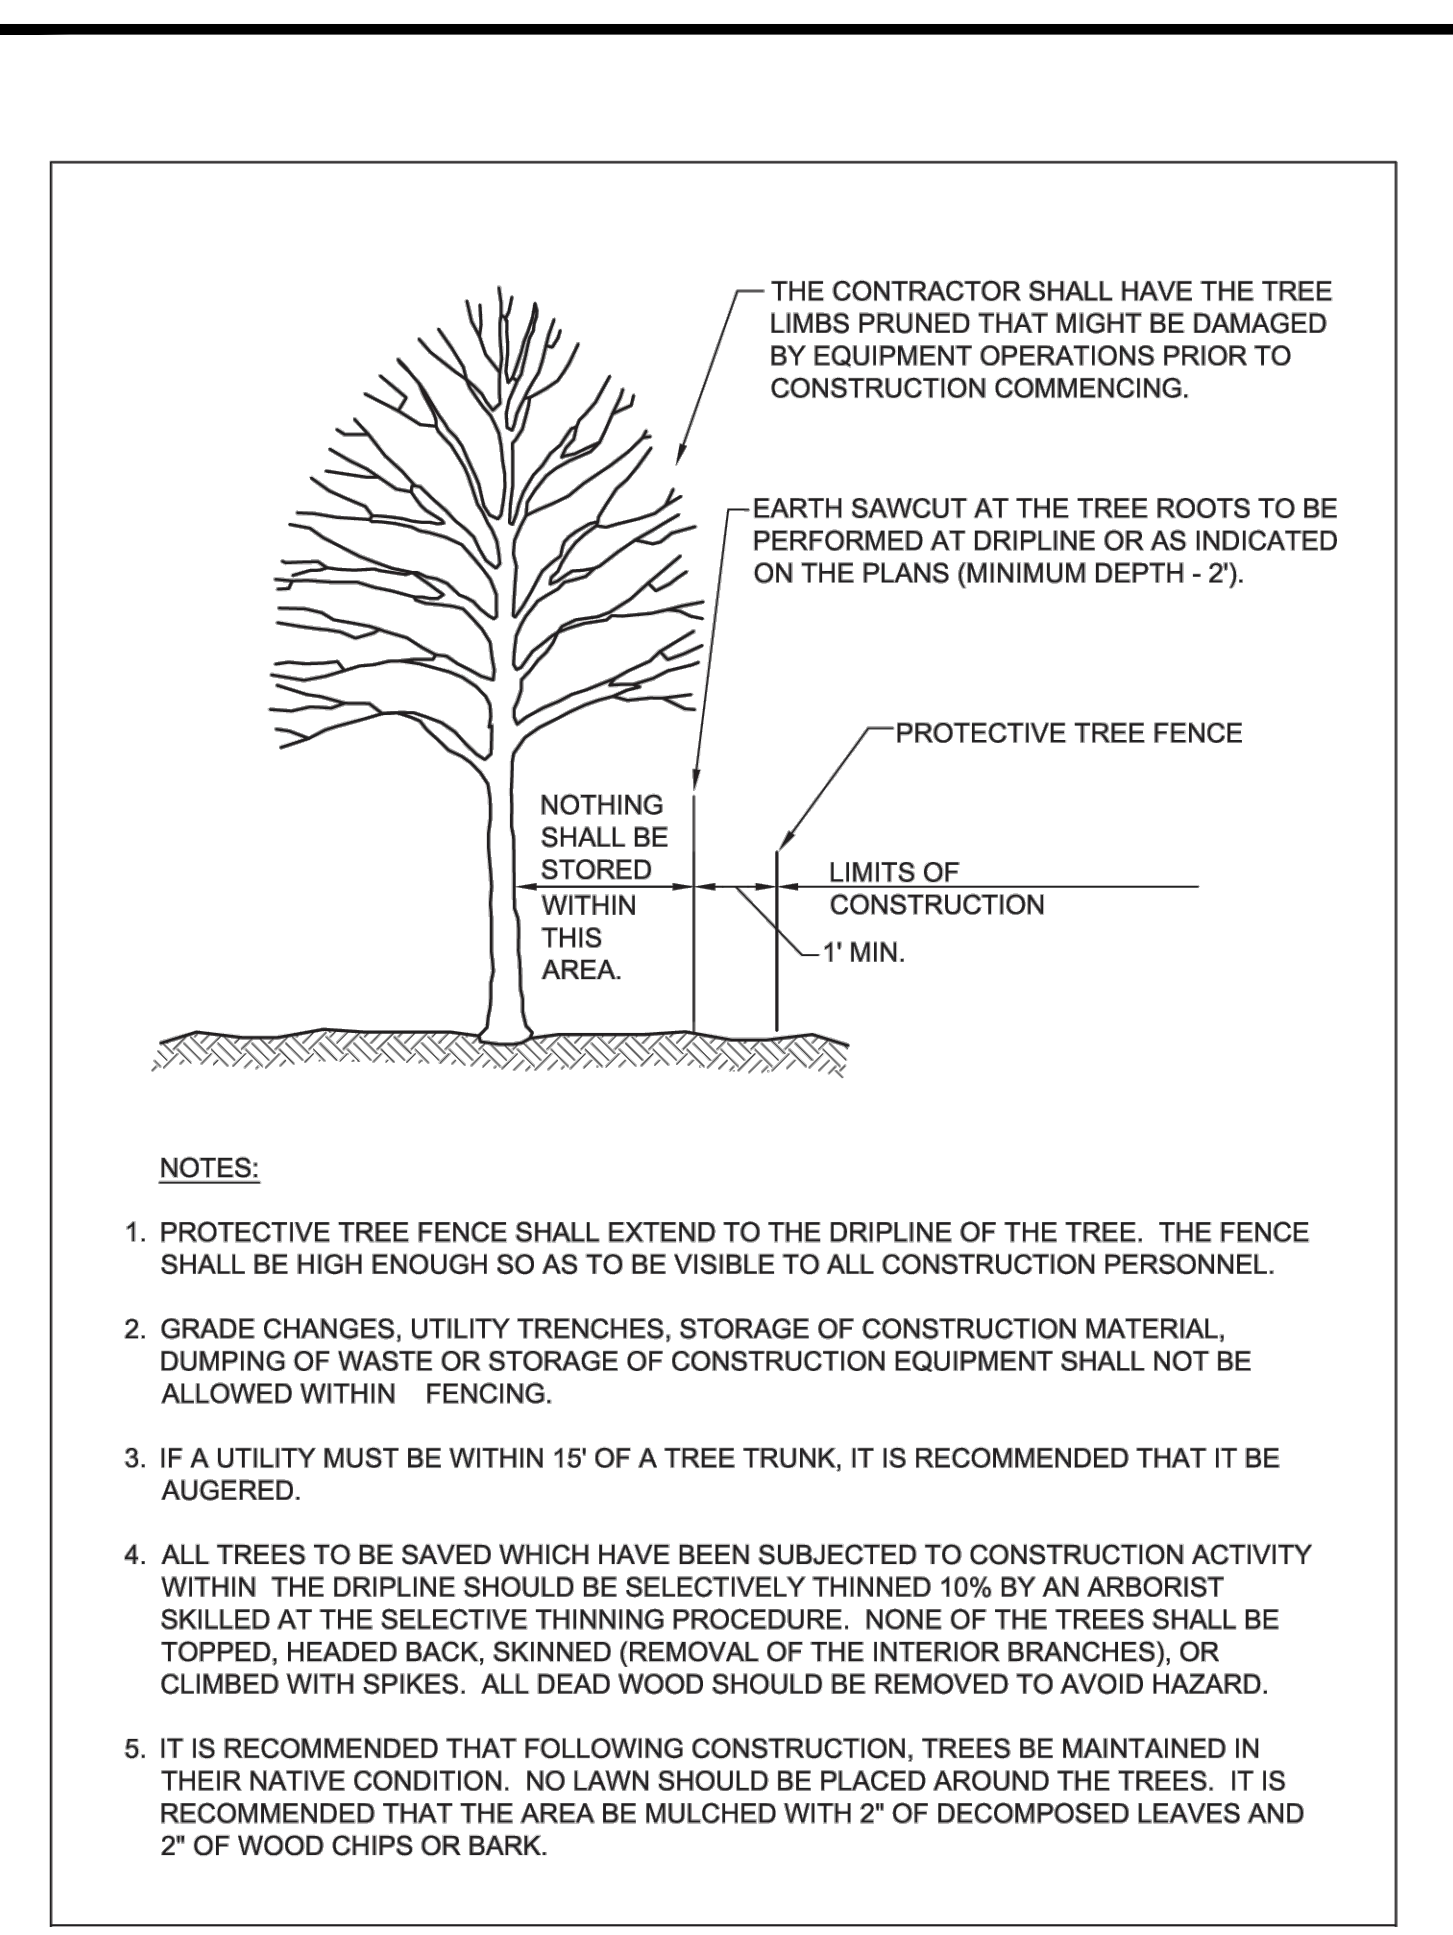 THE CONTRACTOR SHALL HAVE THE TREE
LIMBS PRUNED THAT MIGHT BE DAMAGED
BY EQUIPMENT OPERATIONS PRIOR TO
CONSTRUCTION COMMENCING.
EARTH SAWCUT AT THE TREE ROOTS TO BE
PERFORMED AT DRIPLINE OR AS INDICATED
ON THE PLANS (MINIMUM DEPTH - 2').
PROTECTIVE TREE FENCE
NOTHING
SHALL BE
STORED
WITHIN
THIS
AREA.
LIMITS OF
CONSTRUCTION
1' MIN.
NOTES:
1. PROTECTIVE TREE FENCE SHALL EXTEND TO THE DRIPLINE OF THE TREE. THE FENCE
SHALL BE HIGH ENOUGH SO AS TO BE VISIBLE TO ALL CONSTRUCTION PERSONNEL.
2. GRADE CHANGES, UTILITY TRENCHES, STORAGE OF CONSTRUCTION MATERIAL,
DUMPING OF WASTE OR STORAGE OF CONSTRUCTION EQUIPMENT SHALL NOT BE
ALLOWED WITHIN FENCING.
3. IF A UTILITY MUST BE WITHIN 15' OF A TREE TRUNK, IT IS RECOMMENDED THAT IT BE
AUGERED.
4. ALL TREES TO BE SAVED WHICH HAVE BEEN SUBJECTED TO CONSTRUCTION ACTIVITY
WITHIN THE DRIPLINE SHOULD BE SELECTIVELY THINNED 10% BY AN ARBORIST
SKILLED AT THE SELECTIVE THINNING PROCEDURE. NONE OF THE TREES SHALL BE
TOPPED, HEADED BACK, SKINNED (REMOVAL OF THE INTERIOR BRANCHES), OR
CLIMBED WITH SPIKES. ALL DEAD WOOD SHOULD BE REMOVED TO AVOID HAZARD.
5. IT IS RECOMMENDED THAT FOLLOWING CONSTRUCTION, TREES BE MAINTAINED IN
THEIR NATIVE CONDITION. NO LAWN SHOULD BE PLACED AROUND THE TREES. IT IS
RECOMMENDED THAT THE AREA BE MULCHED WITH 2" OF DECOMPOSED LEAVES AND
2" OF WOOD CHIPS OR BARK.